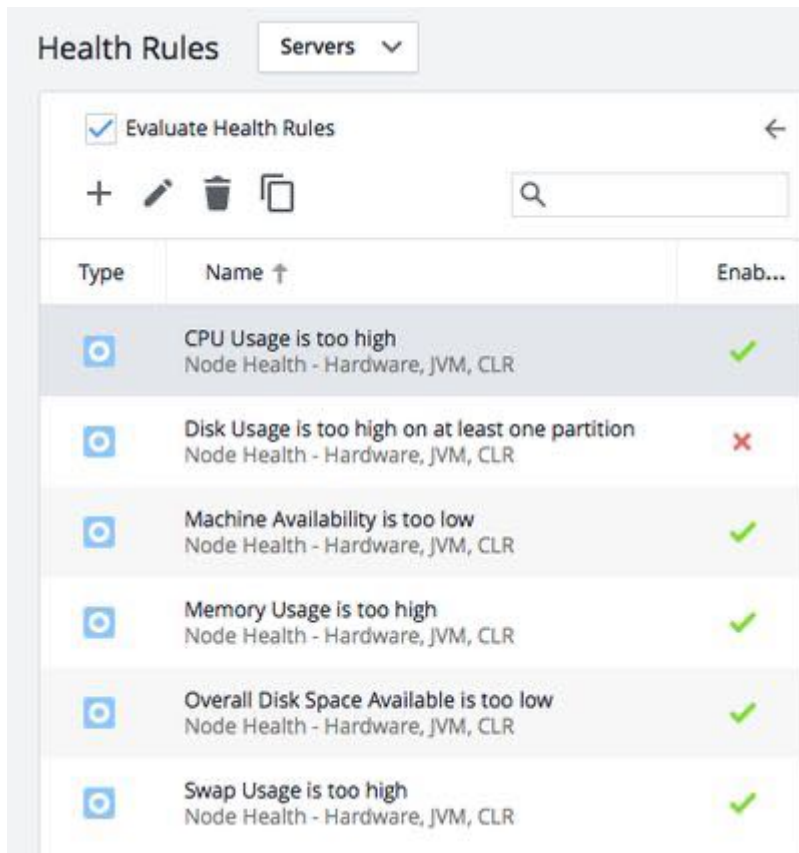 Health Rules Servers
Evaluate Health Rules
Type Name Enab...
CPU Usage is too high
Node Health - Hardware, JVM, CLR
Disk Usage is too high on at least one partition
Node Health - Hardware, JVM, CLR
Machine Availability is too low
Node Health - Hardware, JVM, CLR
Memory Usage is too high
Node Health - Hardware, JVM, CLR
Overall Disk Space Available is too low
Node Health - Hardware, JVM, CLR
Swap Usage is too high
Node Health - Hardware, JVM, CLR